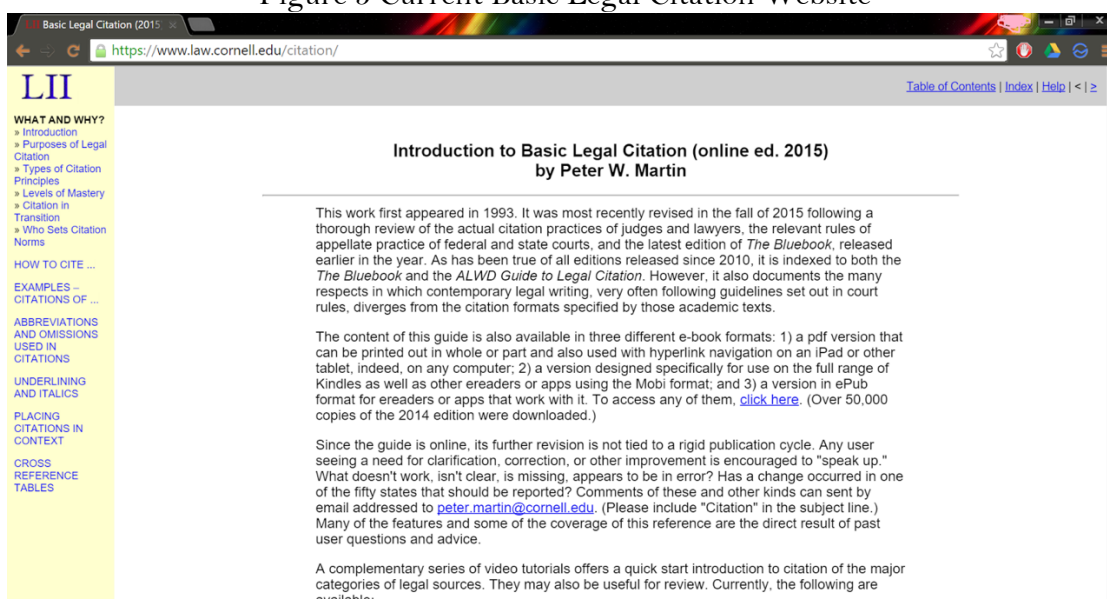 Figure 3 Current Basic Legal Citation Website
Basic Legal Citation (2015)
https://www.law.cornell.edu/citation/
LII
Table of Contents | Index | Help | < | >
WHAT AND WHY?
» Introduction
» Purposes of Legal
Citation
» Types of Citation
Principles
» Levels of Mastery
» Citation in
Transition
» Who Sets Citation
Norms
HOW TO CITE ...
EXAMPLES –
CITATIONS OF ...
ABBREVIATIONS
AND OMISSIONS
USED IN
CITATIONS
UNDERLINING
AND ITALICS
PLACING
CITATIONS IN
CONTEXT
CROSS
REFERENCE
TABLES
Introduction to Basic Legal Citation (online ed. 2015)
by Peter W. Martin
This work first appeared in 1993. It was most recently revised in the fall of 2015 following a
thorough review of the actual citation practices of judges and lawyers, the relevant rules of
appellate practice of federal and state courts, and the latest edition of The Bluebook, released
earlier in the year. As has been true of all editions released since 2010, it is indexed to both the
The Bluebook and the ALWD Guide to Legal Citation. However, it also documents the many
respects in which contemporary legal writing, very often following guidelines set out in court
rules, diverges from the citation formats specified by those academic texts.
The content of this guide is also available in three different e-book formats: 1) a pdf version that
can be printed out in whole or part and also used with hyperlink navigation on an iPad or other
tablet, indeed, on any computer; 2) a version designed specifically for use on the full range of
Kindles as well as other ereaders or apps using the Mobi format; and 3) a version in ePub
format for ereaders or apps that work with it. To access any of them, click here. (Over 50,000
copies of the 2014 edition were downloaded.)
Since the guide is online, its further revision is not tied to a rigid publication cycle. Any user
seeing a need for clarification, correction, or other improvement is encouraged to "speak up."
What doesn't work, isn't clear, is missing, appears to be in error? Has a change occurred in one
of the fifty states that should be reported? Comments of these and other kinds can sent by
email addressed to peter.martin@cornell.edu. (Please include "Citation" in the subject line.)
Many of the features and some of the coverage of this reference are the direct result of past
user questions and advice.
A complementary series of video tutorials offers a quick start introduction to citation of the major
categories of legal sources. They may also be useful for review. Currently, the following are
available: